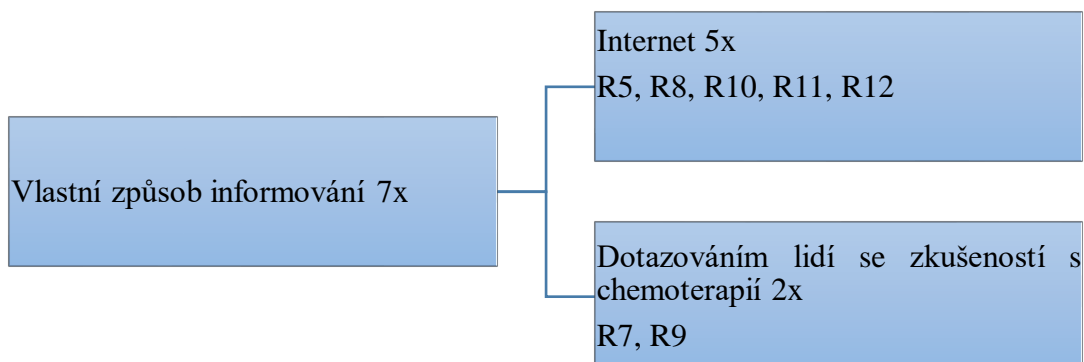 Internet 5x
R5, R8, R10, R11, R12
Vlastní způsob informování 7x
Dotazováním lidí se zkušeností s
chemoterapií 2x
R7, R9